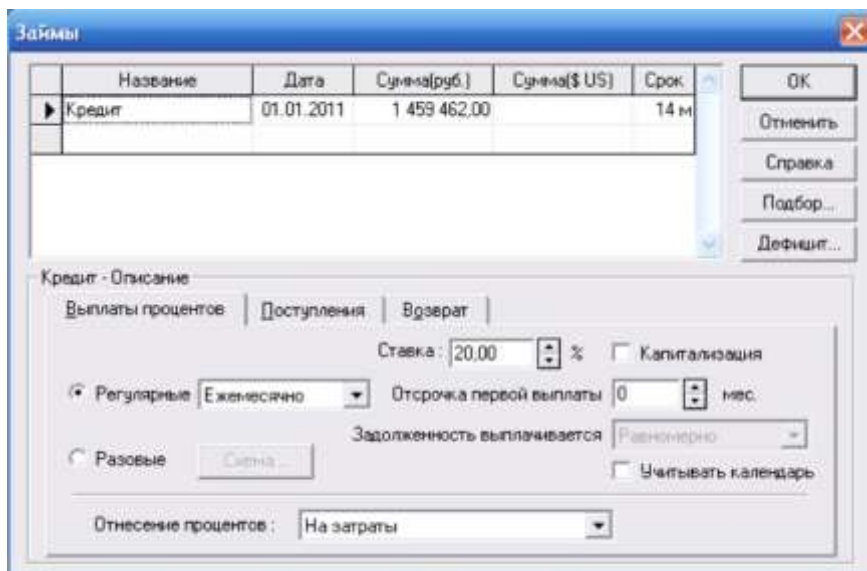 Займы
Название Дата Сумма(руб.) Сумма($ US) Срок
Кредит 01.01.2011 1 459 462,00 14 м
OK
Отменить
Справка
Подбор...
Дефицит...
Кредит - Описание
Выплаты процентов Поступления Возврат
Ставка : 20,00 % Капитализация
Регулярные Ежемесячно Отсрочка первой выплаты 0 мес.
Задолженность выплачивается Равномерно
Разовые Схема... Учитывать календарь
Отнесение процентов : На затраты